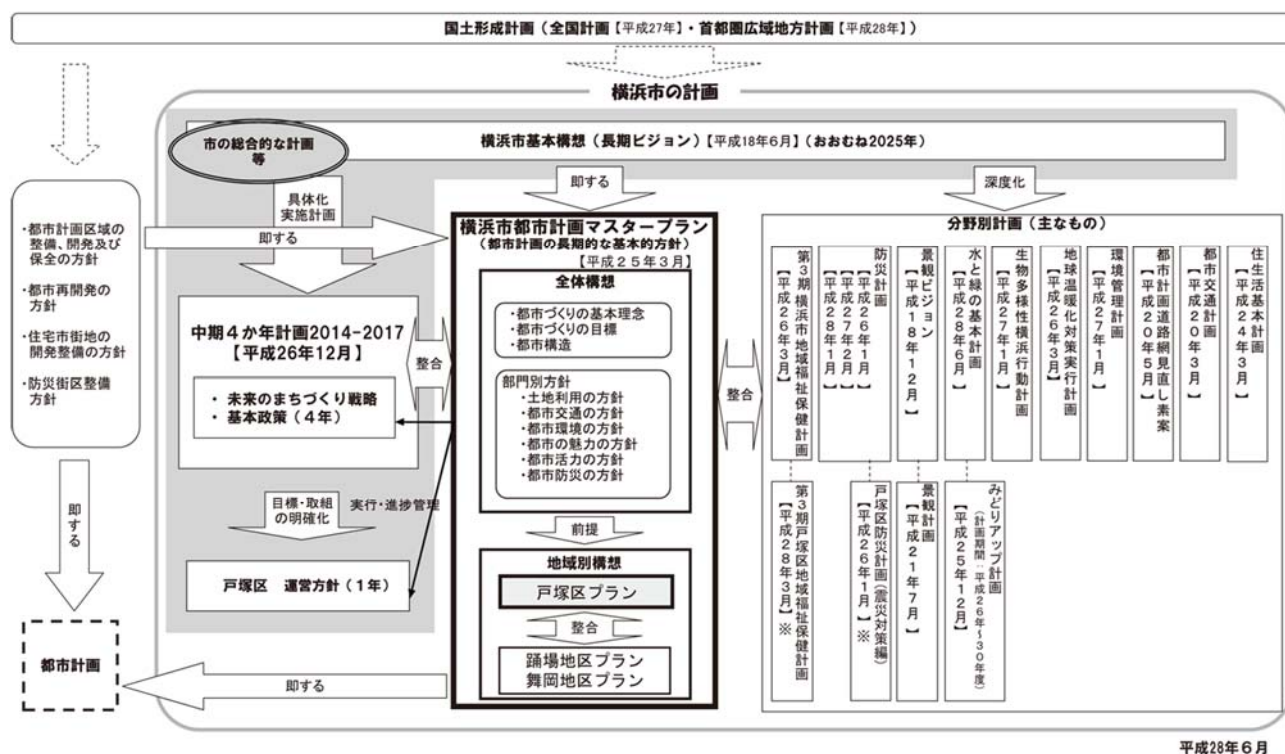 国土形成計画（全国計画【平成27年】・首都圏広域地方計画【平成28年】）
横浜市の計画
市の総合的な計画
等
横浜市基本構想（長期ビジョン）【平成18年6月】（おおむね2025年）
具体化
実施計画
即する
深度化
・都市計画区域の
整備、開発及び
保全の方針
・都市再開発の
方針
・住宅市街地の
開発整備の方針
・防災街区整備
方針
即する
即する
都市計画
中期４か年計画2014-2017
【平成26年12月】
・ 未来のまちづくり戦略
・ 基本政策（４年）
目標・取組
の明確化
実行・進捗管理
戸塚区　運営方針（１年）
整合
横浜市都市計画マスタープラン
（都市計画の長期的な基本的方針）
【平成２５年３月】
全体構想
・都市づくりの基本理念
・都市づくりの目標
・都市構造
部門別方針
・土地利用の方針
・都市交通の方針
・都市環境の方針
・都市の魅力の方針
・都市活力の方針
・都市防災の方針
前提
地域別構想
戸塚区プラン
整合
踊場地区プラン
舞岡地区プラン
即する
整合
分野別計画（主なもの）
住生活基本計画
【平成24年3月】
都市交通計画
【平成20年3月】
都市計画道路網見直し素案
【平成20年5月】
環境管理計画
【平成27年1月】
地球温暖化対策実行計画
【平成26年3月】
生物多様性横浜行動計画
【平成27年1月】
水と緑の基本計画
【平成28年6月】
景観ビジョン
【平成18年12月】
防災計画
【平成26年1月】
【平成27年2月】
【平成28年1月】
第3期横浜市地域福祉保健計画
【平成26年3月】
みどりアップ計画
（計画期間：平成26年～30年度）
【平成25年12月】
景観計画
【平成21年7月】
戸塚区防災計画（震災対策編）
【平成26年1月】※
第3期戸塚区地域福祉保健計画
【平成28年3月】※
平成28年６月